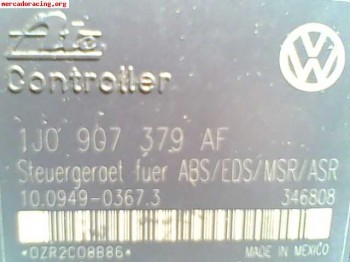 mercadoracing.org
Ate
Controller
1J0 907 379 AF
Steuergeraet fuer ABS/EDS/MSR/ASR
10.0949-0367.3 346808
*0ZR2C08B86*
MADE IN MEXICO